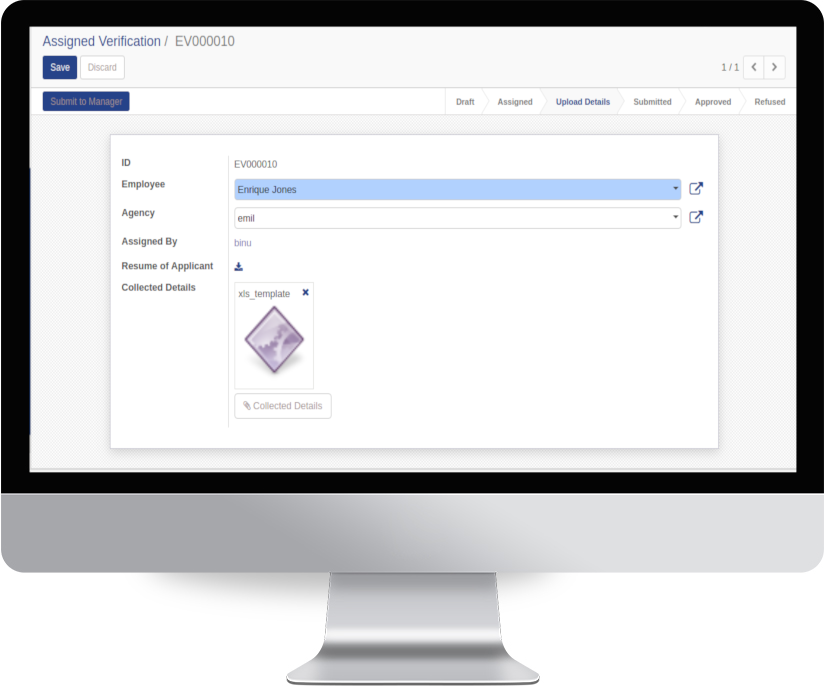 Assigned Verification / EV000010
Save Discard 1 / 1
Submit to Manager Draft Assigned Upload Details Submitted Approved Refused
ID EV000010
Employee Enrique Jones
Agency emil
Assigned By binu
Resume of Applicant
Collected Details xls_template
Collected Details